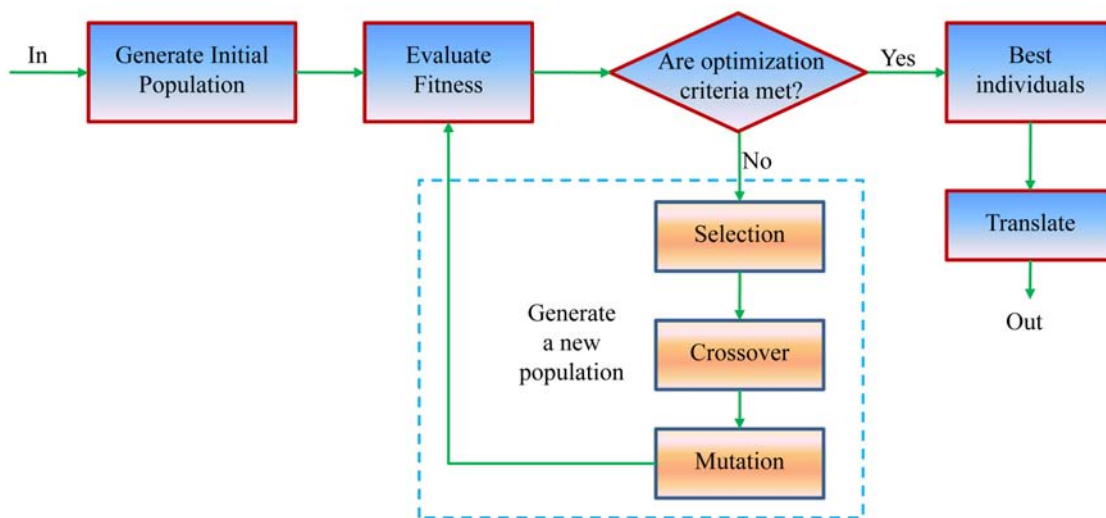 In
Generate Initial
Population
Evaluate
Fitness
Are optimization
criteria met?
Yes
Best
individuals
No
Selection
Translate
Generate
a new
population
Crossover
Out
Mutation